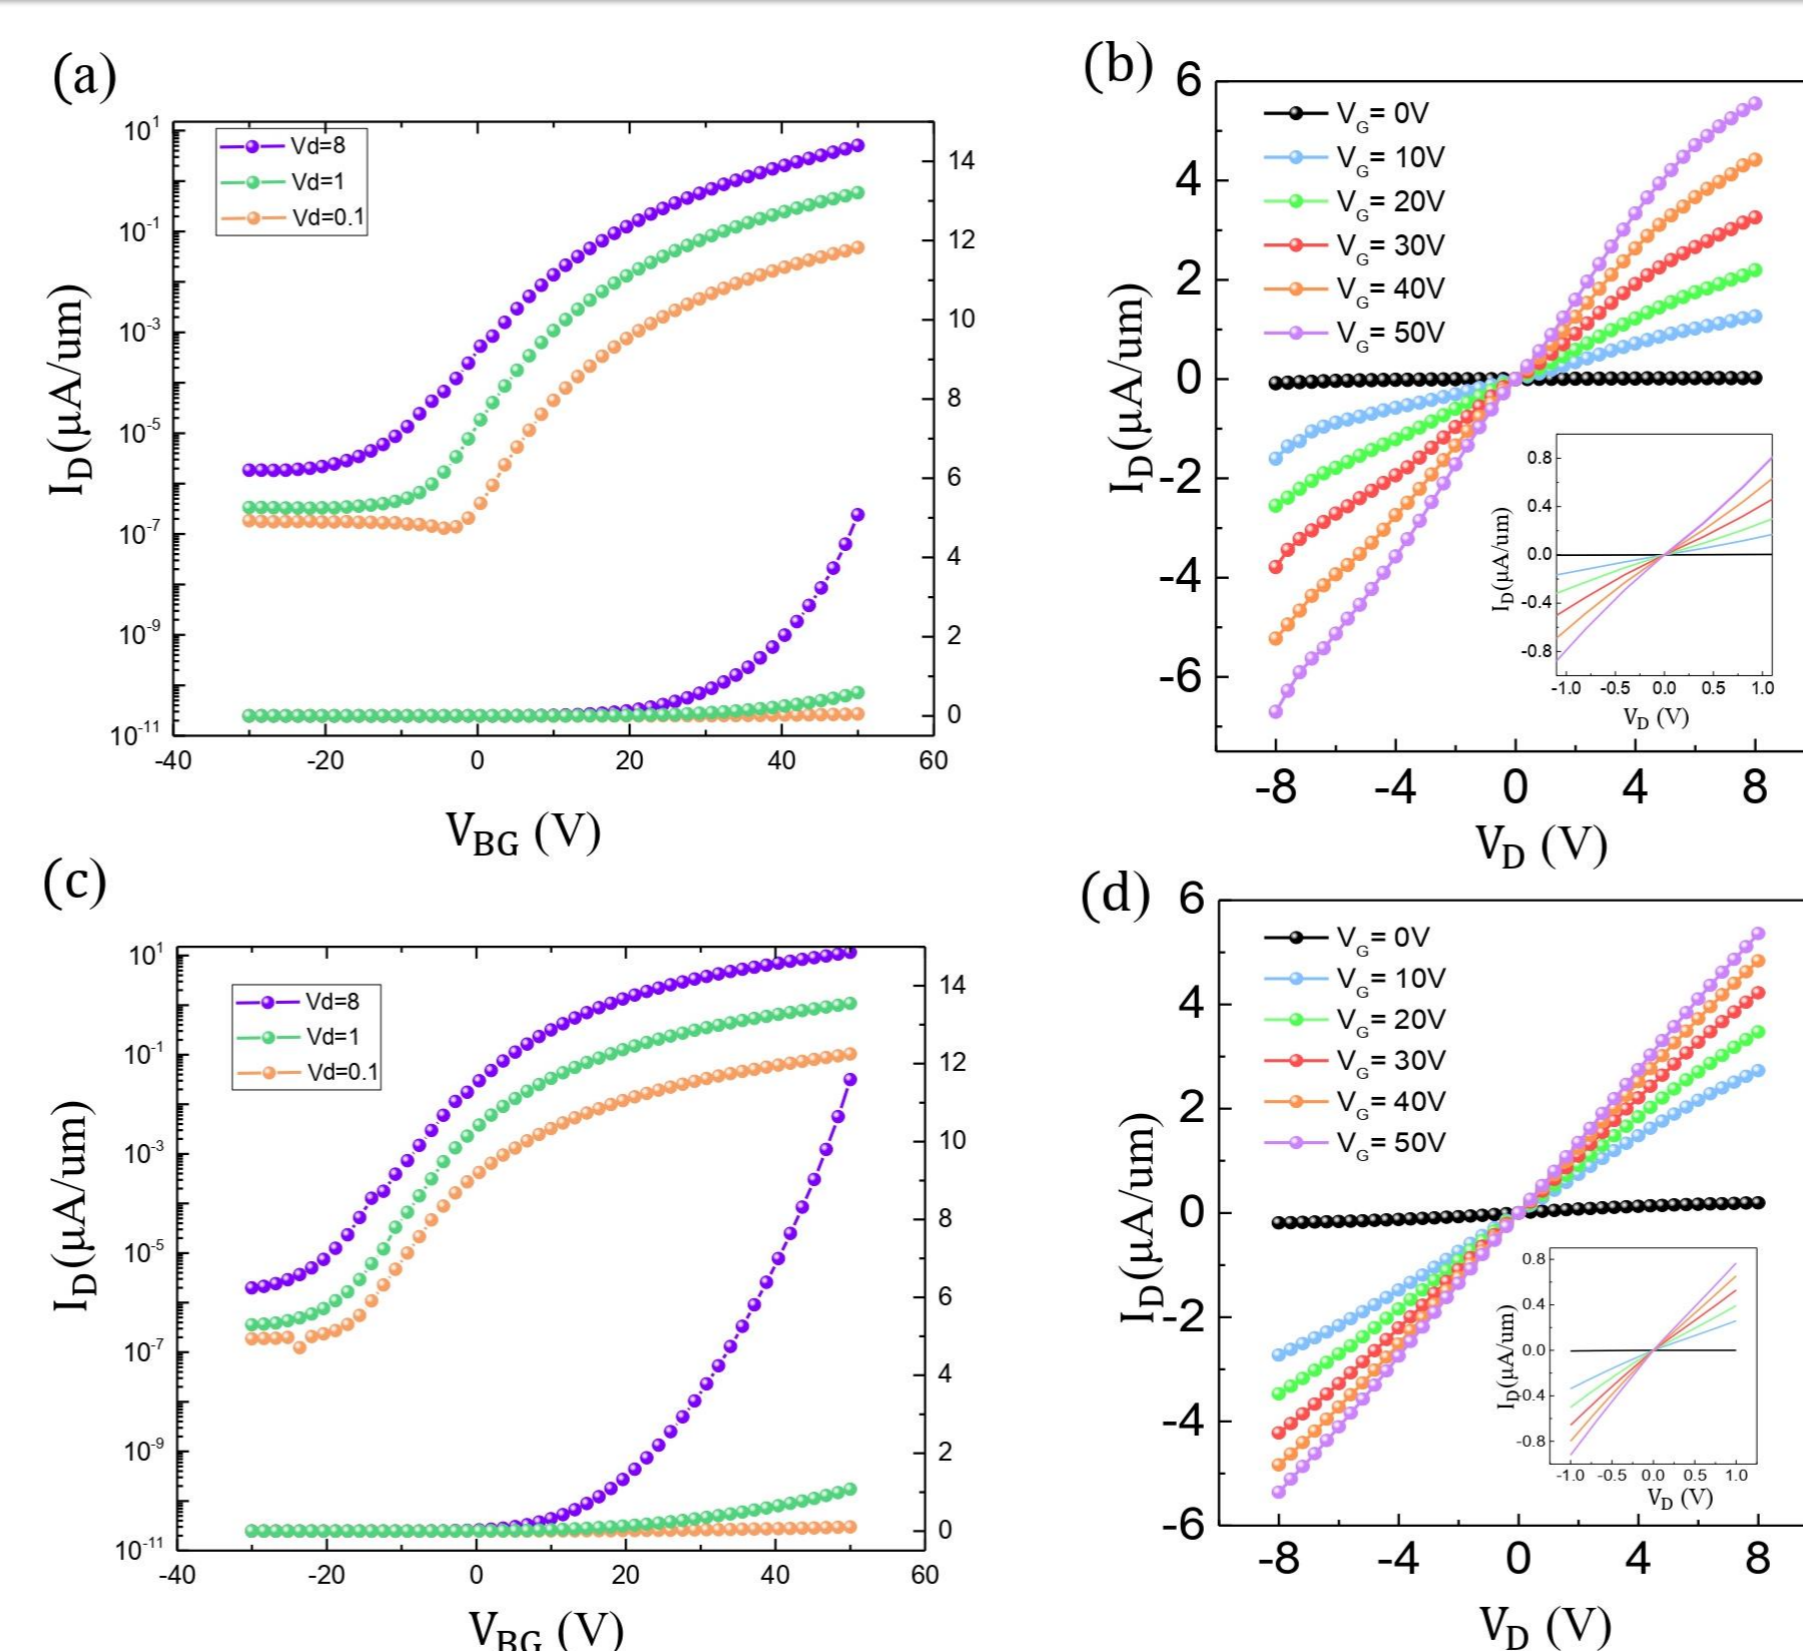 (a)
Vd=8
Vd=1
Vd=0.1
10¹
10⁻¹
10⁻³
10⁻⁵
10⁻⁷
10⁻⁹
10⁻¹¹
14
12
10
8
6
4
2
0
-40 -20 0 20 40 60
I_D(μA/um)
V_BG (V)
(b)
V_G= 0V
V_G= 10V
V_G= 20V
V_G= 30V
V_G= 40V
V_G= 50V
6
4
2
0
-2
-4
-6
-8 -4 0 4 8
I_D(μA/um)
V_D (V)
0.8
0.4
0.0
-0.4
-0.8
-1.0 -0.5 0.0 0.5 1.0
I_D(μA/um)
V_D (V)
(c)
Vd=8
Vd=1
Vd=0.1
10¹
10⁻¹
10⁻³
10⁻⁵
10⁻⁷
10⁻⁹
10⁻¹¹
14
12
10
8
6
4
2
0
-40 -20 0 20 40 60
I_D(μA/um)
V_BG (V)
(d)
V_G= 0V
V_G= 10V
V_G= 20V
V_G= 30V
V_G= 40V
V_G= 50V
6
4
2
0
-2
-4
-6
-8 -4 0 4 8
I_D(μA/um)
V_D (V)
0.8
0.4
0.0
-0.4
-0.8
-1.0 -0.5 0.0 0.5 1.0
I_D(μA/um)
V_D (V)